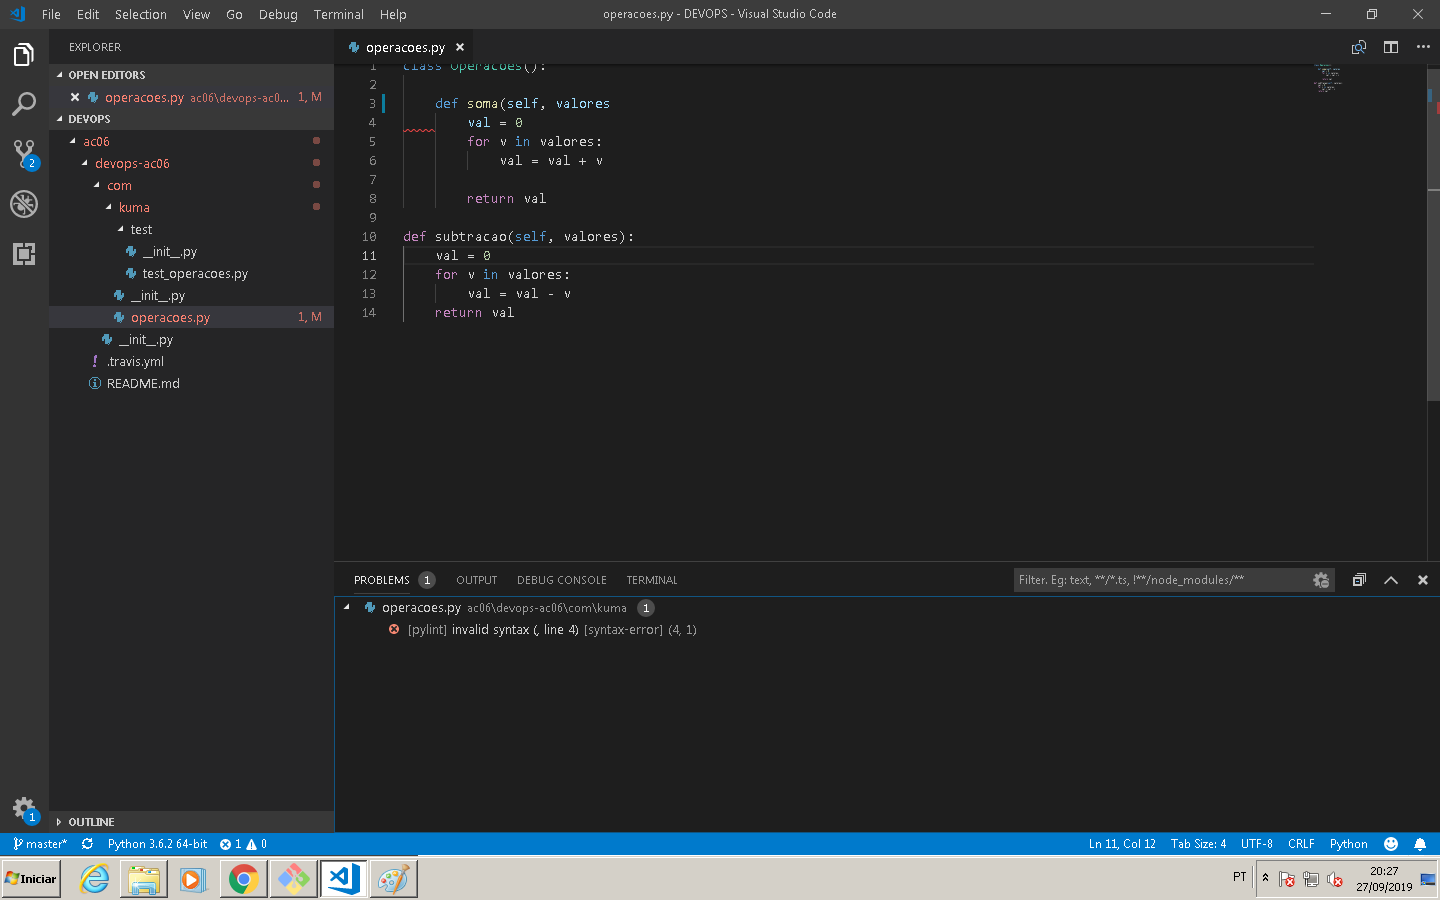 File Edit Selection View Go Debug Terminal Help
operacoes.py - DEVOPS - Visual Studio Code
EXPLORER
OPEN EDITORS
operacoes.py ac06\devops-ac0... 1, M
DEVOPS
ac06
devops-ac06
com
kuma
test
__init__.py
test_operacoes.py
__init__.py
operacoes.py 1, M
__init__.py
.travis.yml
README.md
OUTLINE
2
1
operacoes.py
1 class Operacoes():
2
3 def soma(self, valores
4 val = 0
5 for v in valores:
6 val = val + v
7
8 return val
9
10 def subtracao(self, valores):
11 val = 0
12 for v in valores:
13 val = val - v
14 return val
PROBLEMS 1 OUTPUT DEBUG CONSOLE TERMINAL
Filter. Eg: text, **/*.ts, !**/node_modules/**
operacoes.py ac06\devops-ac06\com\kuma 1
[pylint] invalid syntax (, line 4) [syntax-error] (4, 1)
master* Python 3.6.2 64-bit 1 0
Ln 11, Col 12 Tab Size: 4 UTF-8 CRLF Python
Iniciar
PT
20:27
27/09/2019